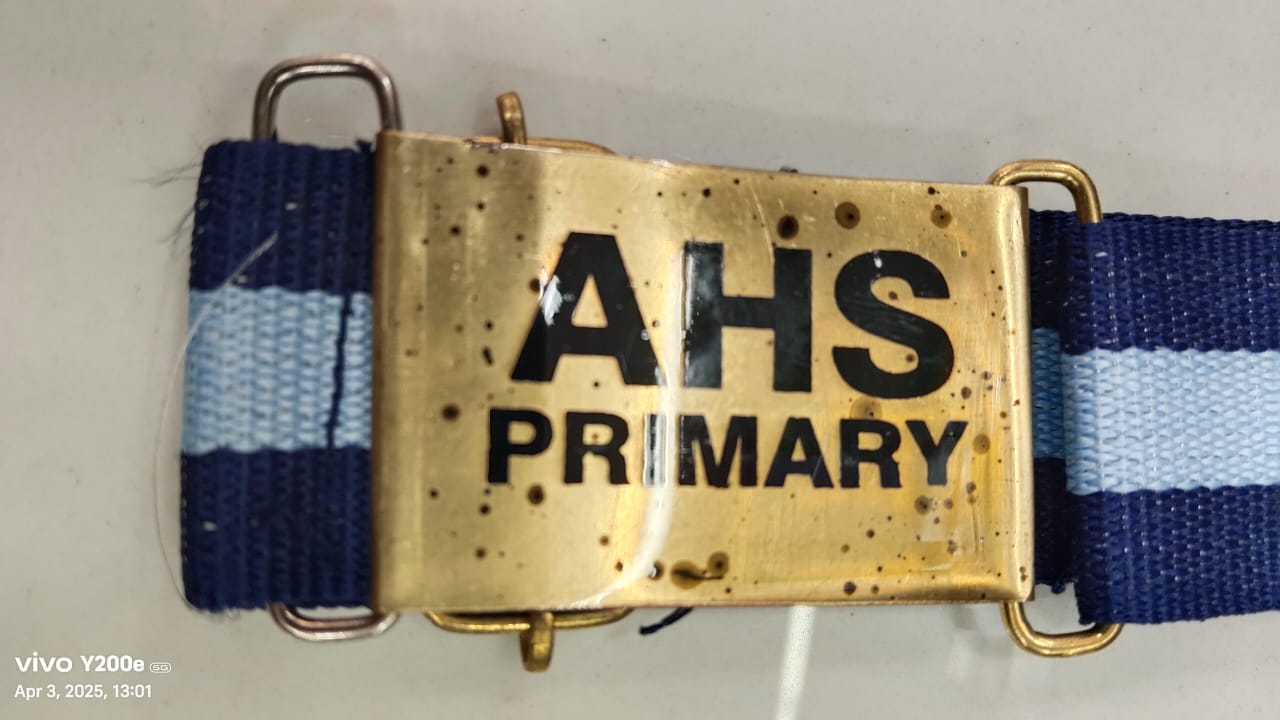 AHS
PRIMARY
vivo Y200e 5G
Apr 3, 2025, 13:01